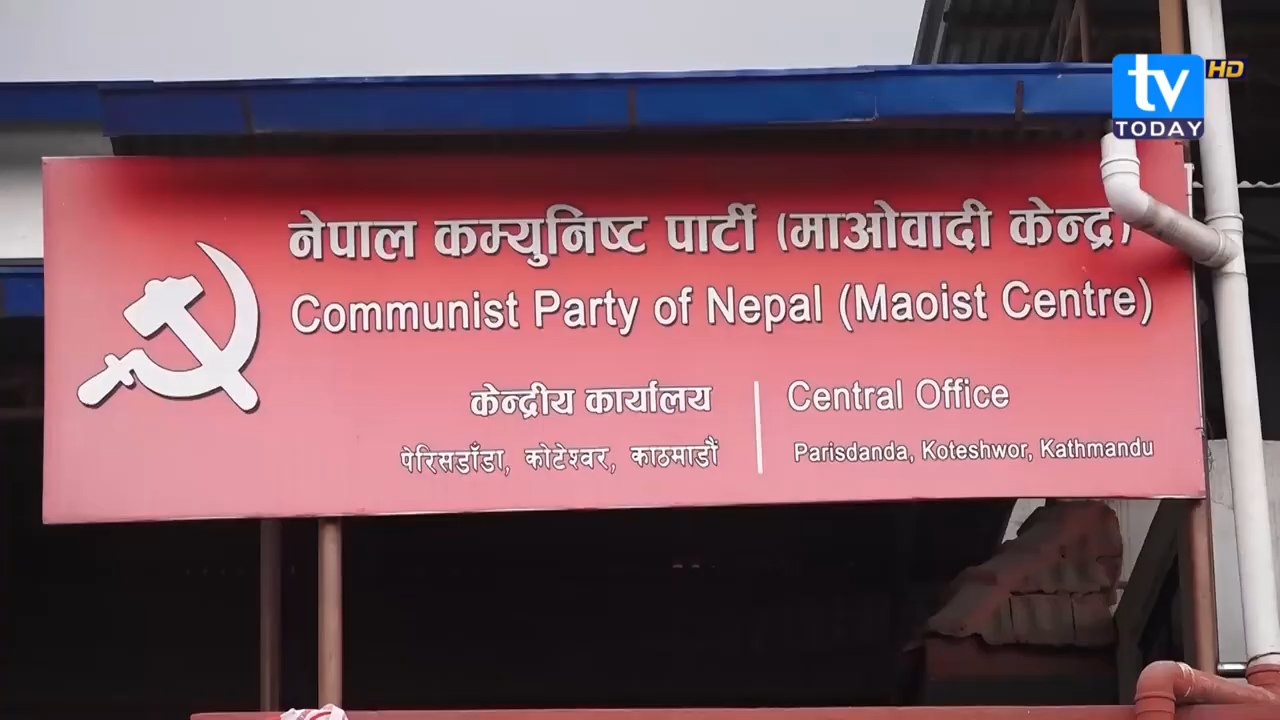 tv HD
TODAY
नेपाल कम्युनिष्ट पार्टी (माओवादी केन्द्र)
Communist Party of Nepal (Maoist Centre)
केन्द्रीय कार्यालय
पेरिसडाँडा, कोटेश्वर, काठमाडौं
Central Office
Parisdanda, Koteshwor, Kathmandu